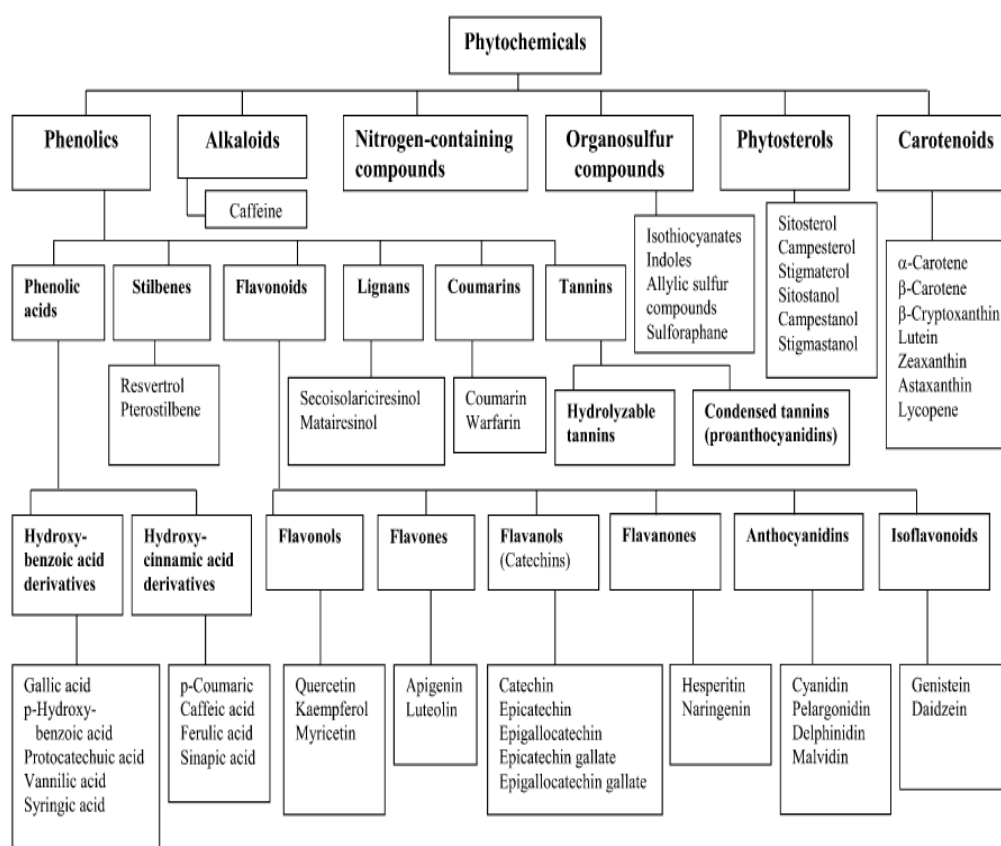 Phytochemicals
Phenolics
Alkaloids
Nitrogen-containing
compounds
Organosulfur
compounds
Phytosterols
Carotenoids
Caffeine
Isothiocyanates
Indoles
Allylic sulfur
compounds
Sulforaphane
Sitosterol
Campesterol
Stigmaterol
Sitostanol
Campestanol
Stigmastanol
α-Carotene
β-Carotene
β-Cryptoxanthin
Lutein
Zeaxanthin
Astaxanthin
Lycopene
Phenolic
acids
Stilbenes
Flavonoids
Lignans
Coumarins
Tannins
Resvertrol
Pterostilbene
Secoisolariciresinol
Matairesinol
Coumarin
Warfarin
Hydrolyzable
tannins
Condensed tannins
(proanthocyanidins)
Hydroxy-
benzoic acid
derivatives
Hydroxy-
cinnamic acid
derivatives
Flavonols
Flavones
Flavanols
(Catechins)
Flavanones
Anthocyanidins
Isoflavonoids
Gallic acid
p-Hydroxy-
benzoic acid
Protocatechuic acid
Vannilic acid
Syringic acid
p-Coumaric
Caffeic acid
Ferulic acid
Sinapic acid
Quercetin
Kaempferol
Myricetin
Apigenin
Luteolin
Catechin
Epicatechin
Epigallocatechin
Epicatechin gallate
Epigallocatechin gallate
Hesperitin
Naringenin
Cyanidin
Pelargonidin
Delphinidin
Malvidin
Genistein
Daidzein